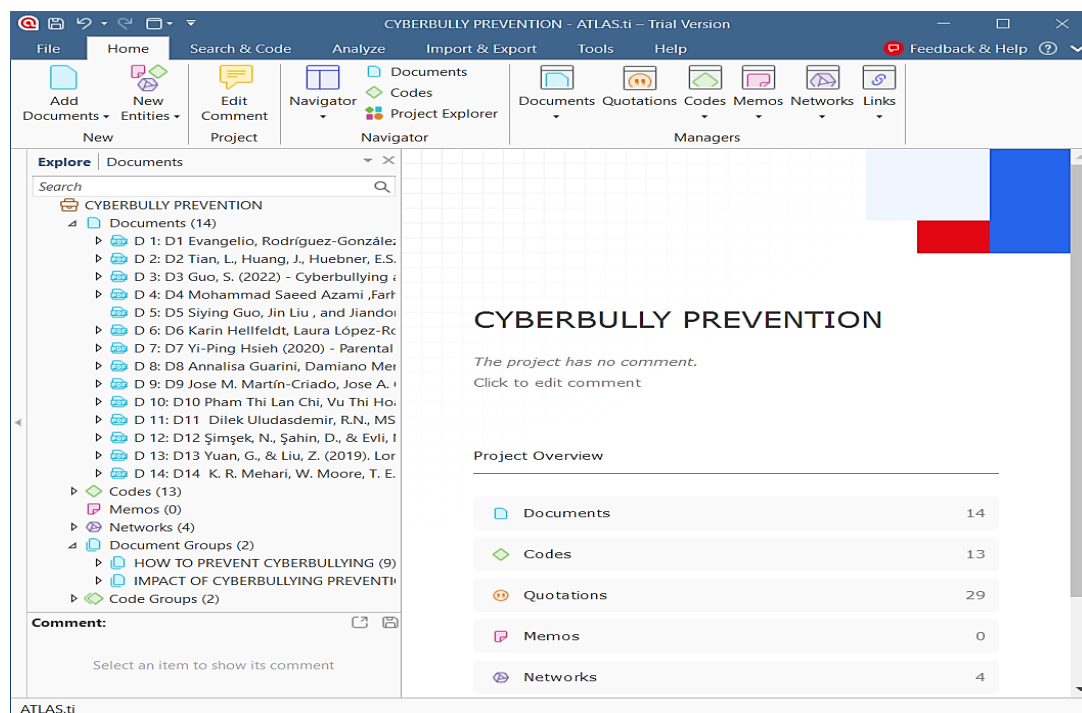 CYBERBULLY PREVENTION - ATLAS.ti – Trial Version
File Home Search & Code Analyze Import & Export Tools Help Feedback & Help
Add Documents
New Entities
Edit Comment
Navigator
Documents
Codes
Project Explorer
Documents Quotations Codes Memos Networks Links
New Project Navigator Managers
Explore Documents
Search
CYBERBULLY PREVENTION
Documents (14)
D 1: D1 Evangelio, Rodríguez-González
D 2: D2 Tian, L., Huang, J., Huebner, E.S.
D 3: D3 Guo, S. (2022) - Cyberbullying
D 4: D4 Mohammad Saeed Azami ,Farh
D 5: D5 Siying Guo, Jin Liu , and Jiandon
D 6: D6 Karin Hellfeldt, Laura López-Ro
D 7: D7 Yi-Ping Hsieh (2020) - Parental
D 8: D8 Annalisa Guarini, Damiano Mer
D 9: D9 Jose M. Martín-Criado, Jose A.
D 10: D10 Pham Thi Lan Chi, Vu Thi Hoa
D 11: D11 Dilek Uludasdemir, R.N., MS
D 12: D12 Şimşek, N., Şahin, D., & Evli,
D 13: D13 Yuan, G., & Liu, Z. (2019). Lor
D 14: D14 K. R. Mehari, W. Moore, T. E.
Codes (13)
Memos (0)
Networks (4)
Document Groups (2)
HOW TO PREVENT CYBERBULLYING (9)
IMPACT OF CYBERBULLYING PREVENTI
Code Groups (2)
Comment:
Select an item to show its comment
CYBERBULLY PREVENTION
The project has no comment.
Click to edit comment
Project Overview
Documents 14
Codes 13
Quotations 29
Memos 0
Networks 4
ATLAS.ti